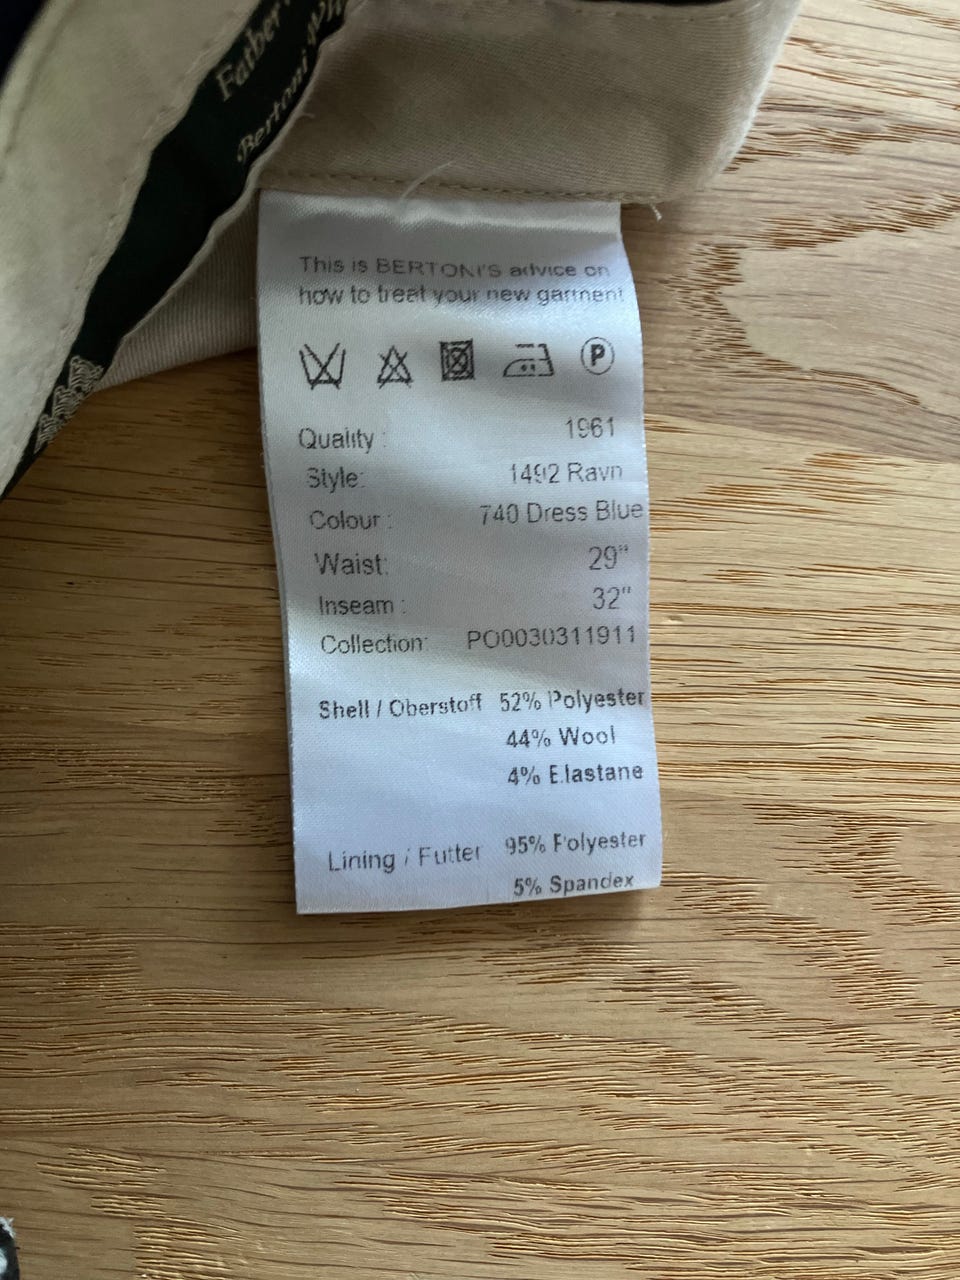 Father
Bertoni
This is BERTONI'S advice on
how to treat your new garment
P
Quality : 1961
Style: 1492 Ravn
Colour : 740 Dress Blue
Waist: 29"
Inseam : 32"
Collection: PO0030311911
Shell / Oberstoff 52% Polyester
44% Wool
4% Elastane
Lining / Futter 95% Polyester
5% Spandex